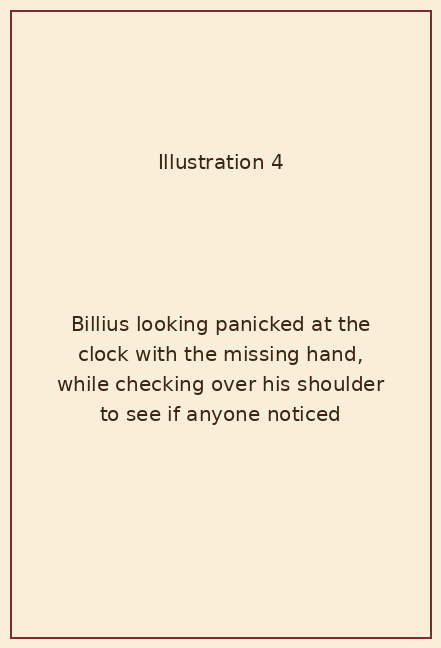 Illustration 4
Billius looking panicked at the
clock with the missing hand,
while checking over his shoulder
to see if anyone noticed